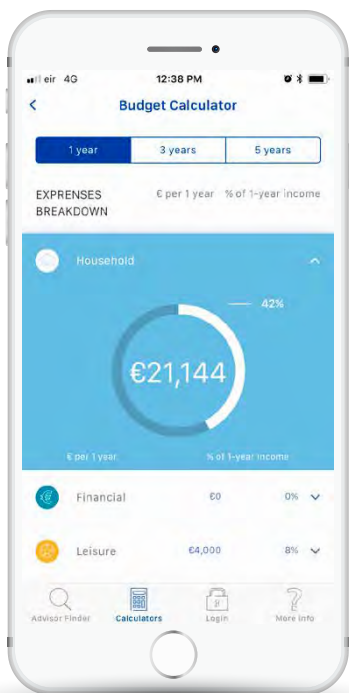 eir 4G 12:38 PM
Budget Calculator
1 year 3 years 5 years
EXPRENSES € per 1 year % of 1-year income
BREAKDOWN
Household
42%
€21,144
€ per 1 year % of 1-year income
Financial €0 0%
Leisure €4,000 8%
Advisor Finder Calculators Login More Info